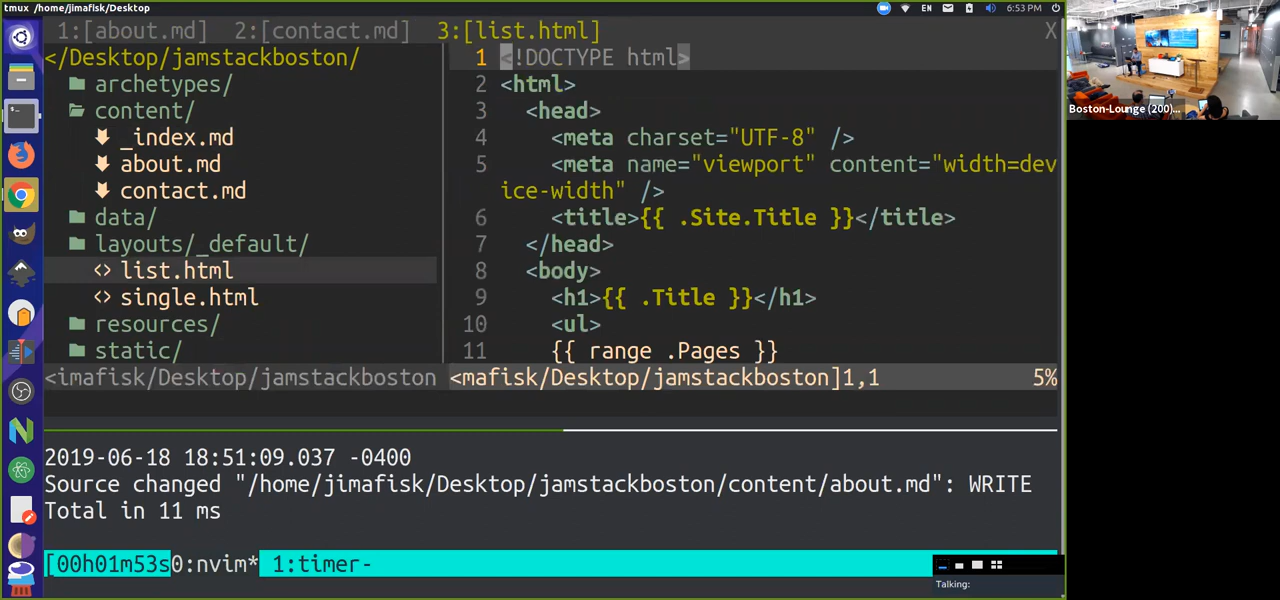 tmux /home/jimafisk/Desktop
EN
6:53 PM
1:[about.md] 2:[contact.md] 3:[list.html]
X
</Desktop/jamstackboston/
archetypes/
content/
_index.md
about.md
contact.md
data/
layouts/_default/
<> list.html
<> single.html
resources/
static/
<imafisk/Desktop/jamstackboston
1 <!DOCTYPE html>
2 <html>
3 <head>
4 <meta charset="UTF-8" />
5 <meta name="viewport" content="width=dev
ice-width" />
6 <title>{{ .Site.Title }}</title>
7 </head>
8 <body>
9 <h1>{{ .Title }}</h1>
10 <ul>
11 {{ range .Pages }}
<mafisk/Desktop/jamstackboston]1,1 5%
2019-06-18 18:51:09.037 -0400
Source changed "/home/jimafisk/Desktop/jamstackboston/content/about.md": WRITE
Total in 11 ms
[00h01m53s0:nvim* 1:timer-
Talking:
Boston-Lounge (200)...